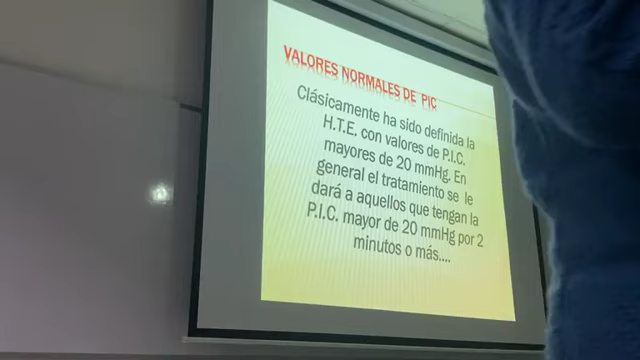 VALORES NORMALES DE PIC
Clásicamente ha sido definida la
H.T.E. con valores de P.I.C.
mayores de 20 mmHg. En
general el tratamiento se le
dará a aquellos que tengan la
P.I.C. mayor de 20 mmHg por 2
minutos o más....